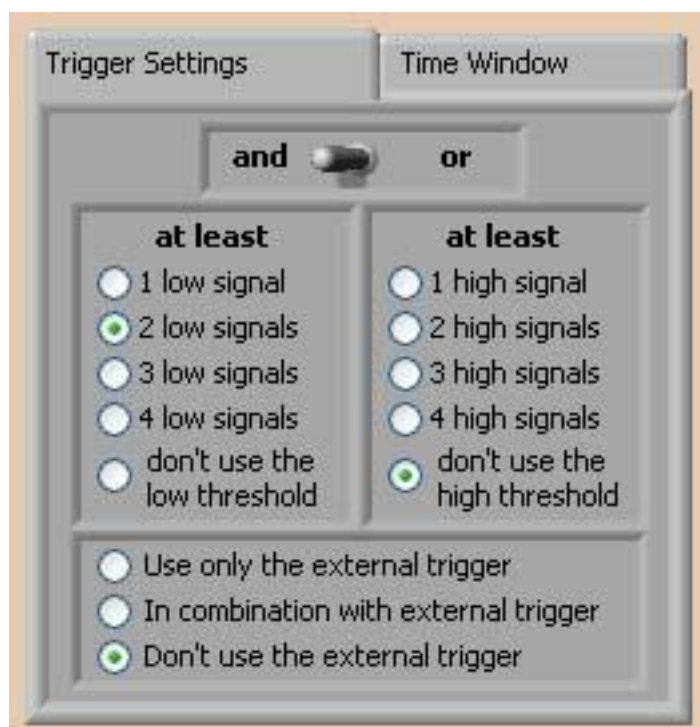 Trigger Settings
Time Window
and or
at least
1 low signal
2 low signals
3 low signals
4 low signals
don't use the
low threshold
at least
1 high signal
2 high signals
3 high signals
4 high signals
don't use the
high threshold
Use only the external trigger
In combination with external trigger
Don't use the external trigger